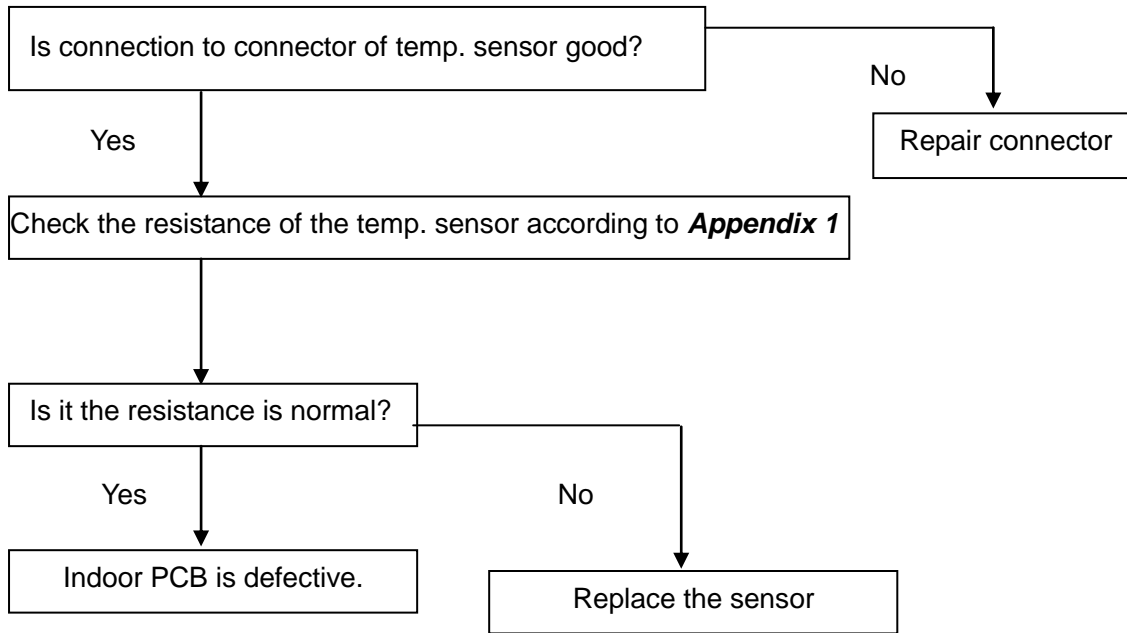 Is connection to connector of temp. sensor good?
No
Yes
Repair connector
Check the resistance of the temp. sensor according to Appendix 1
Is it the resistance is normal?
Yes
No
Indoor PCB is defective.
Replace the sensor